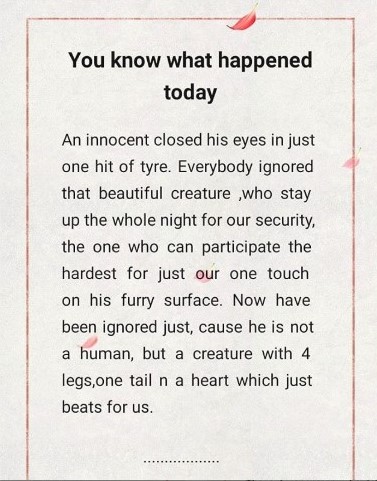 You know what happened
today
An innocent closed his eyes in just
one hit of tyre. Everybody ignored
that beautiful creature ,who stay
up the whole night for our security,
the one who can participate the
hardest for just our one touch
on his furry surface. Now have
been ignored just, cause he is not
a human, but a creature with 4
legs,one tail n a heart which just
beats for us.
..................